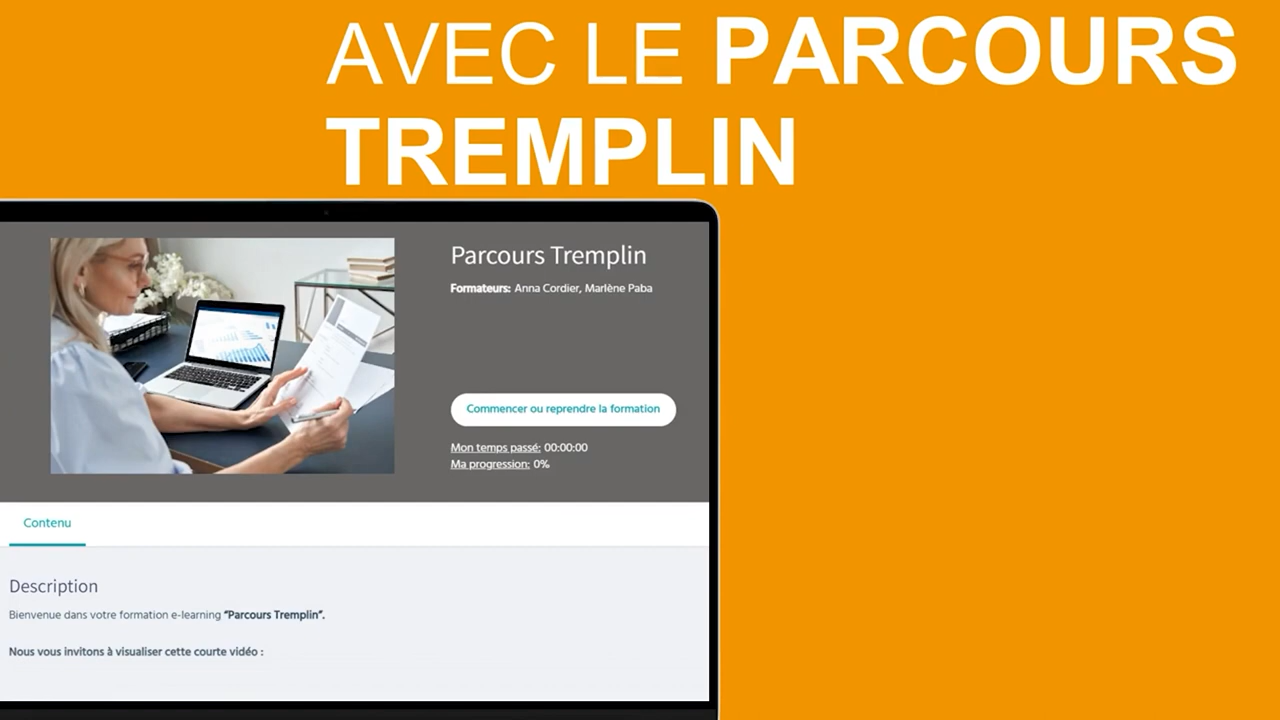 AVEC LE PARCOURS
TREMPLIN
Parcours Tremplin
Formateurs: Anna Cordier, Marlène Paba
Commencer ou reprendre la formation
Mon temps passé: 00:00:00
Ma progression: 0%
Contenu
Description
Bienvenue dans votre formation e-learning “Parcours Tremplin”.
Nous vous invitons à visualiser cette courte vidéo :